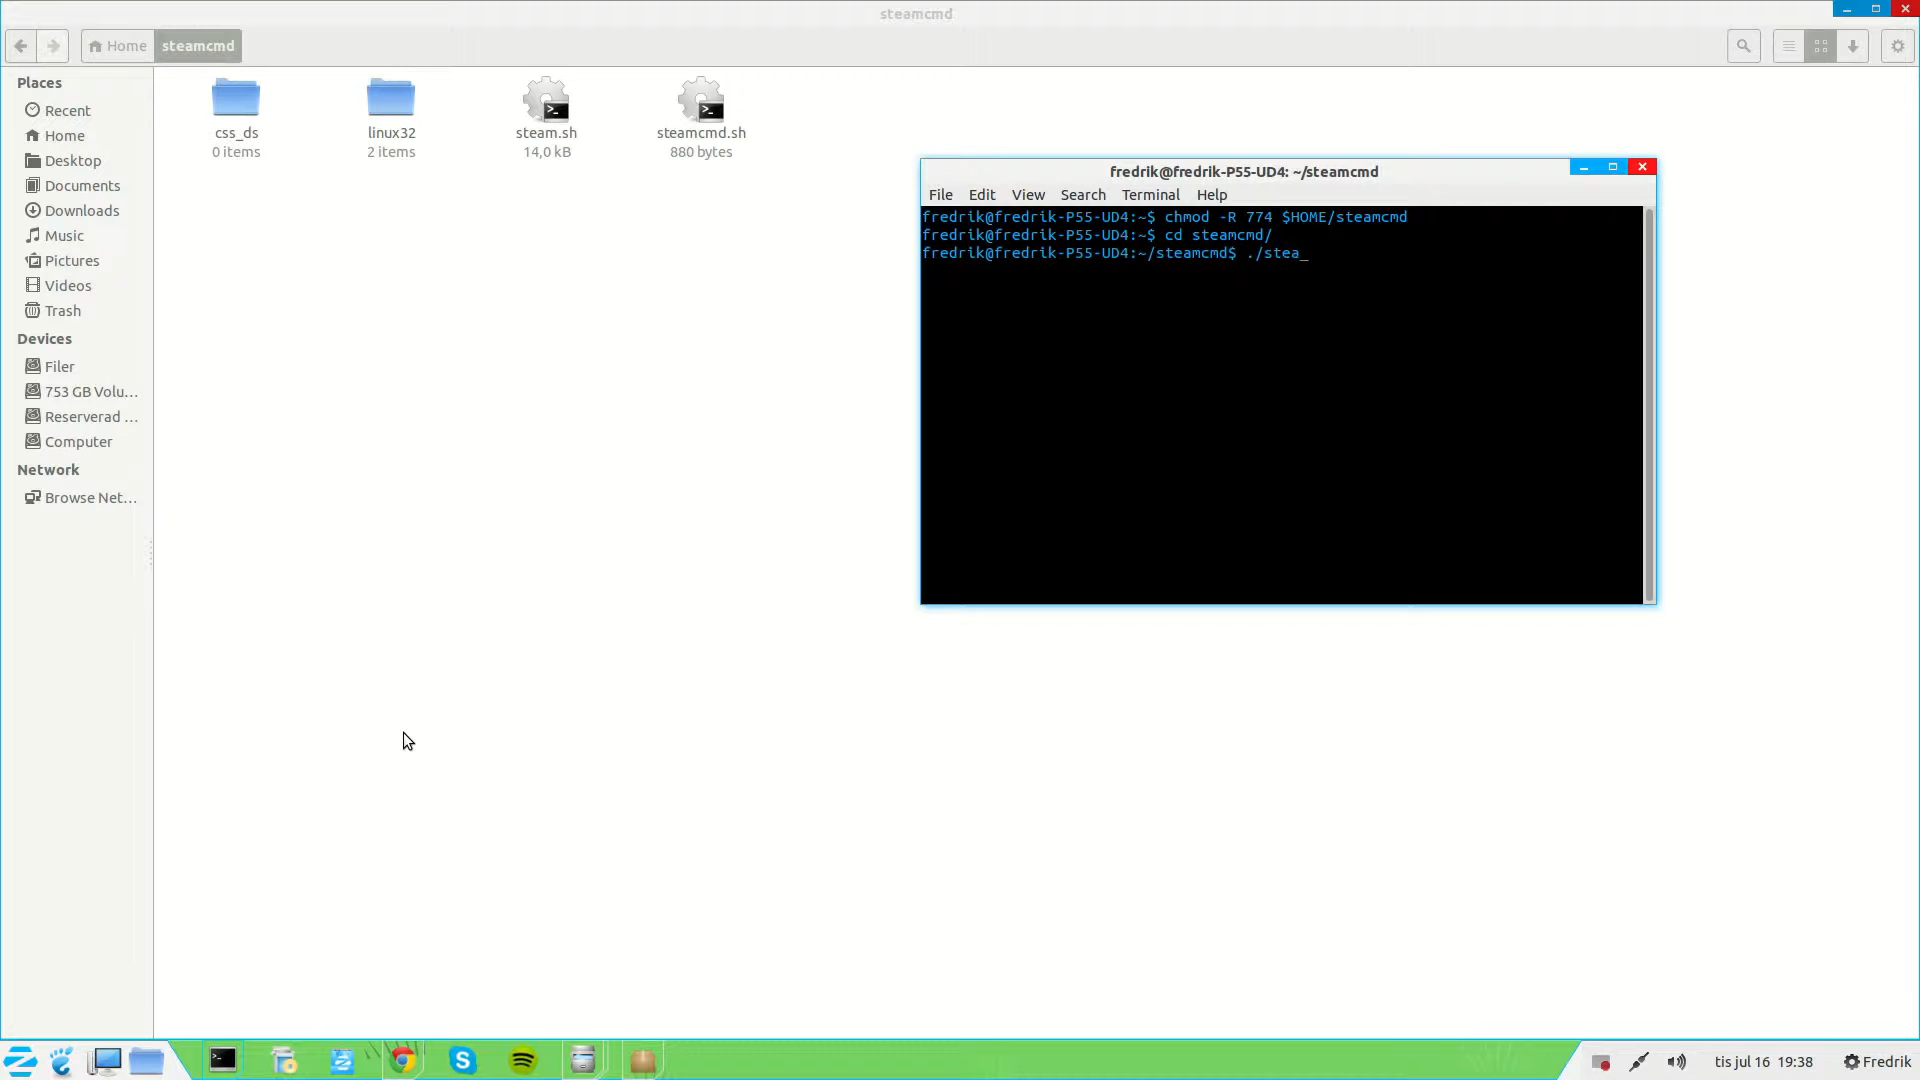 steamcmd
Home steamcmd
Places
Recent
Home
Desktop
Documents
Downloads
Music
Pictures
Videos
Trash
Devices
Filer
753 GB Volu...
Reserverad ...
Computer
Network
Browse Net...
css_ds
0 items
linux32
2 items
steam.sh
14,0 kB
steamcmd.sh
880 bytes
fredrik@fredrik-P55-UD4: ~/steamcmd
File Edit View Search Terminal Help
fredrik@fredrik-P55-UD4:~$ chmod -R 774 $HOME/steamcmd
fredrik@fredrik-P55-UD4:~$ cd steamcmd/
fredrik@fredrik-P55-UD4:~/steamcmd$ ./stea_
tis jul 16 19:38 Fredrik